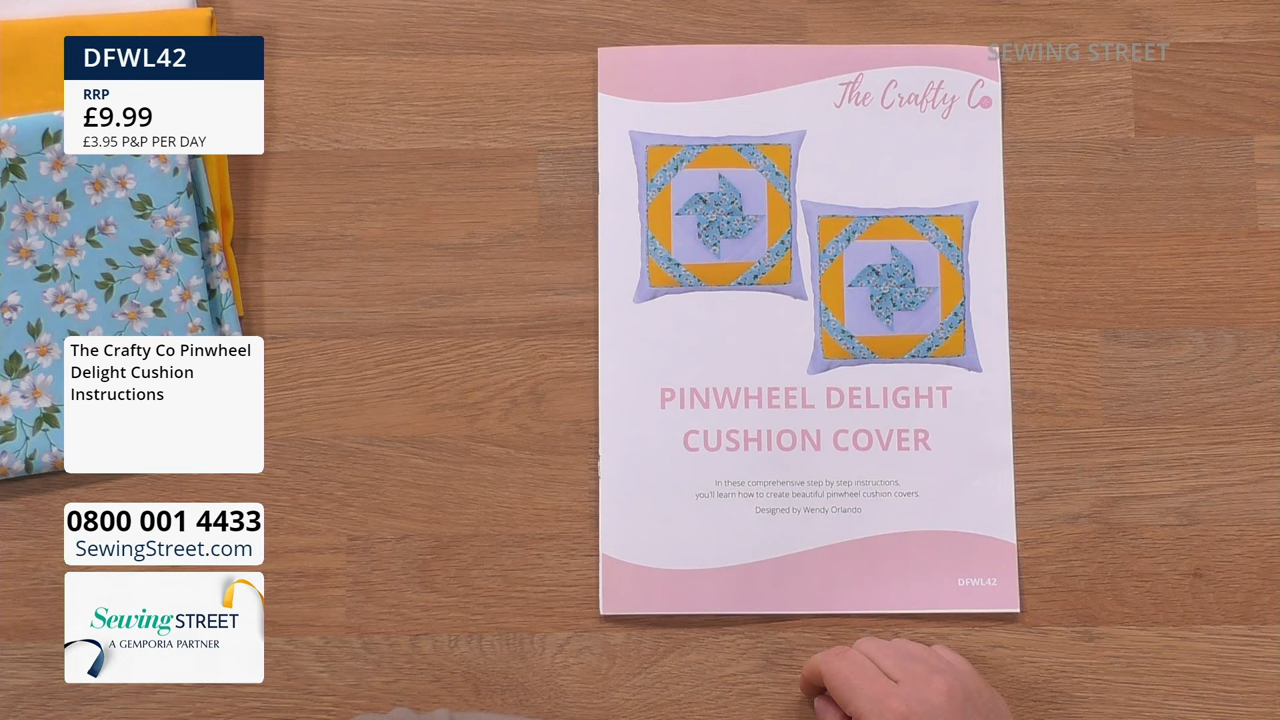 DFWL42
RRP
£9.99
£3.95 P&P PER DAY
The Crafty Co Pinwheel
Delight Cushion
Instructions
0800 001 4433
SewingStreet.com
Sewing STREET
A GEMPORIA PARTNER
SEWING STREET
The Crafty Co
PINWHEEL DELIGHT
CUSHION COVER
In these comprehensive step by step instructions,
you'll learn how to create beautiful pinwheel cushion covers.
Designed by Wendy Orlando
DFWL42